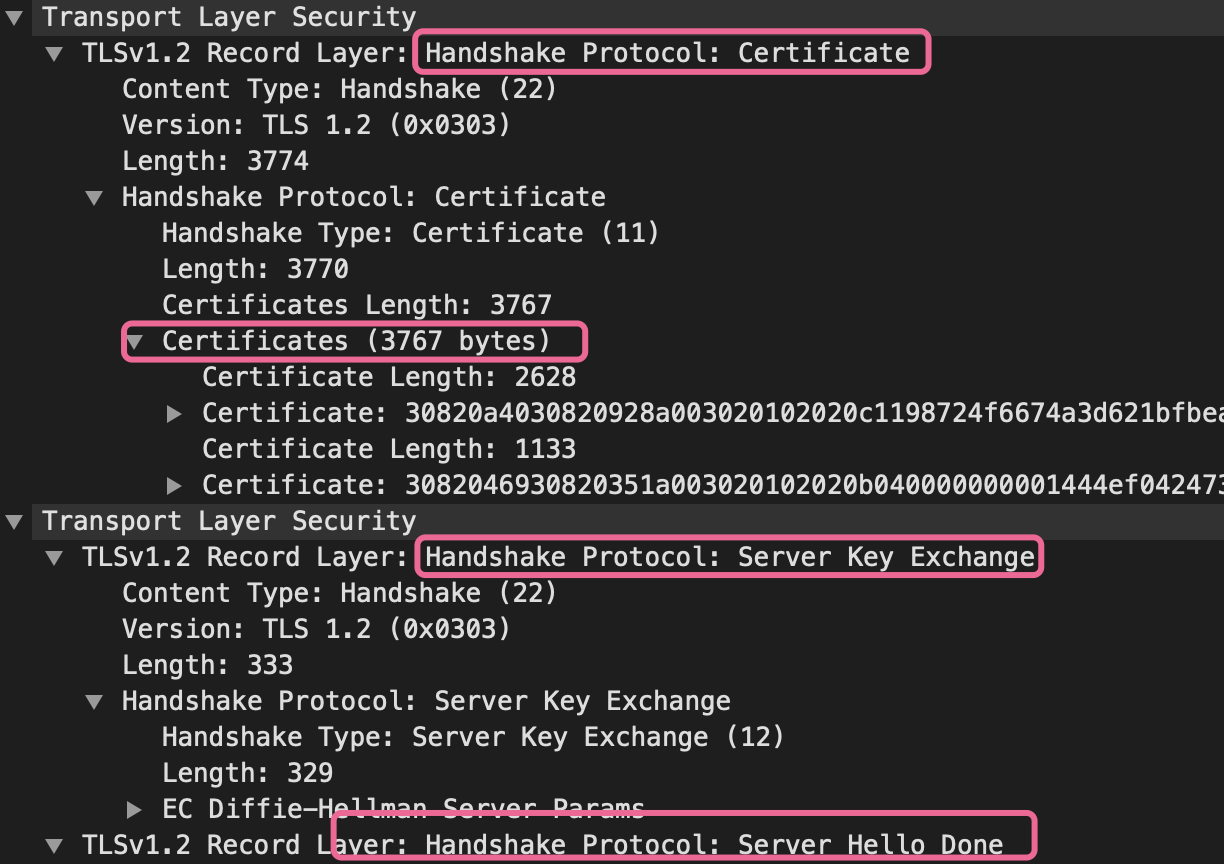 Transport Layer Security
TLSv1.2 Record Layer: Handshake Protocol: Certificate
Content Type: Handshake (22)
Version: TLS 1.2 (0x0303)
Length: 3774
Handshake Protocol: Certificate
Handshake Type: Certificate (11)
Length: 3770
Certificates Length: 3767
Certificates (3767 bytes)
Certificate Length: 2628
Certificate: 30820a4030820928a003020102020c1198724f6674a3d621bfbea
Certificate Length: 1133
Certificate: 3082046930820351a003020102020b040000000001444ef042473
Transport Layer Security
TLSv1.2 Record Layer: Handshake Protocol: Server Key Exchange
Content Type: Handshake (22)
Version: TLS 1.2 (0x0303)
Length: 333
Handshake Protocol: Server Key Exchange
Handshake Type: Server Key Exchange (12)
Length: 329
EC Diffie-Hellman Server Params
TLSv1.2 Record Layer: Handshake Protocol: Server Hello Done